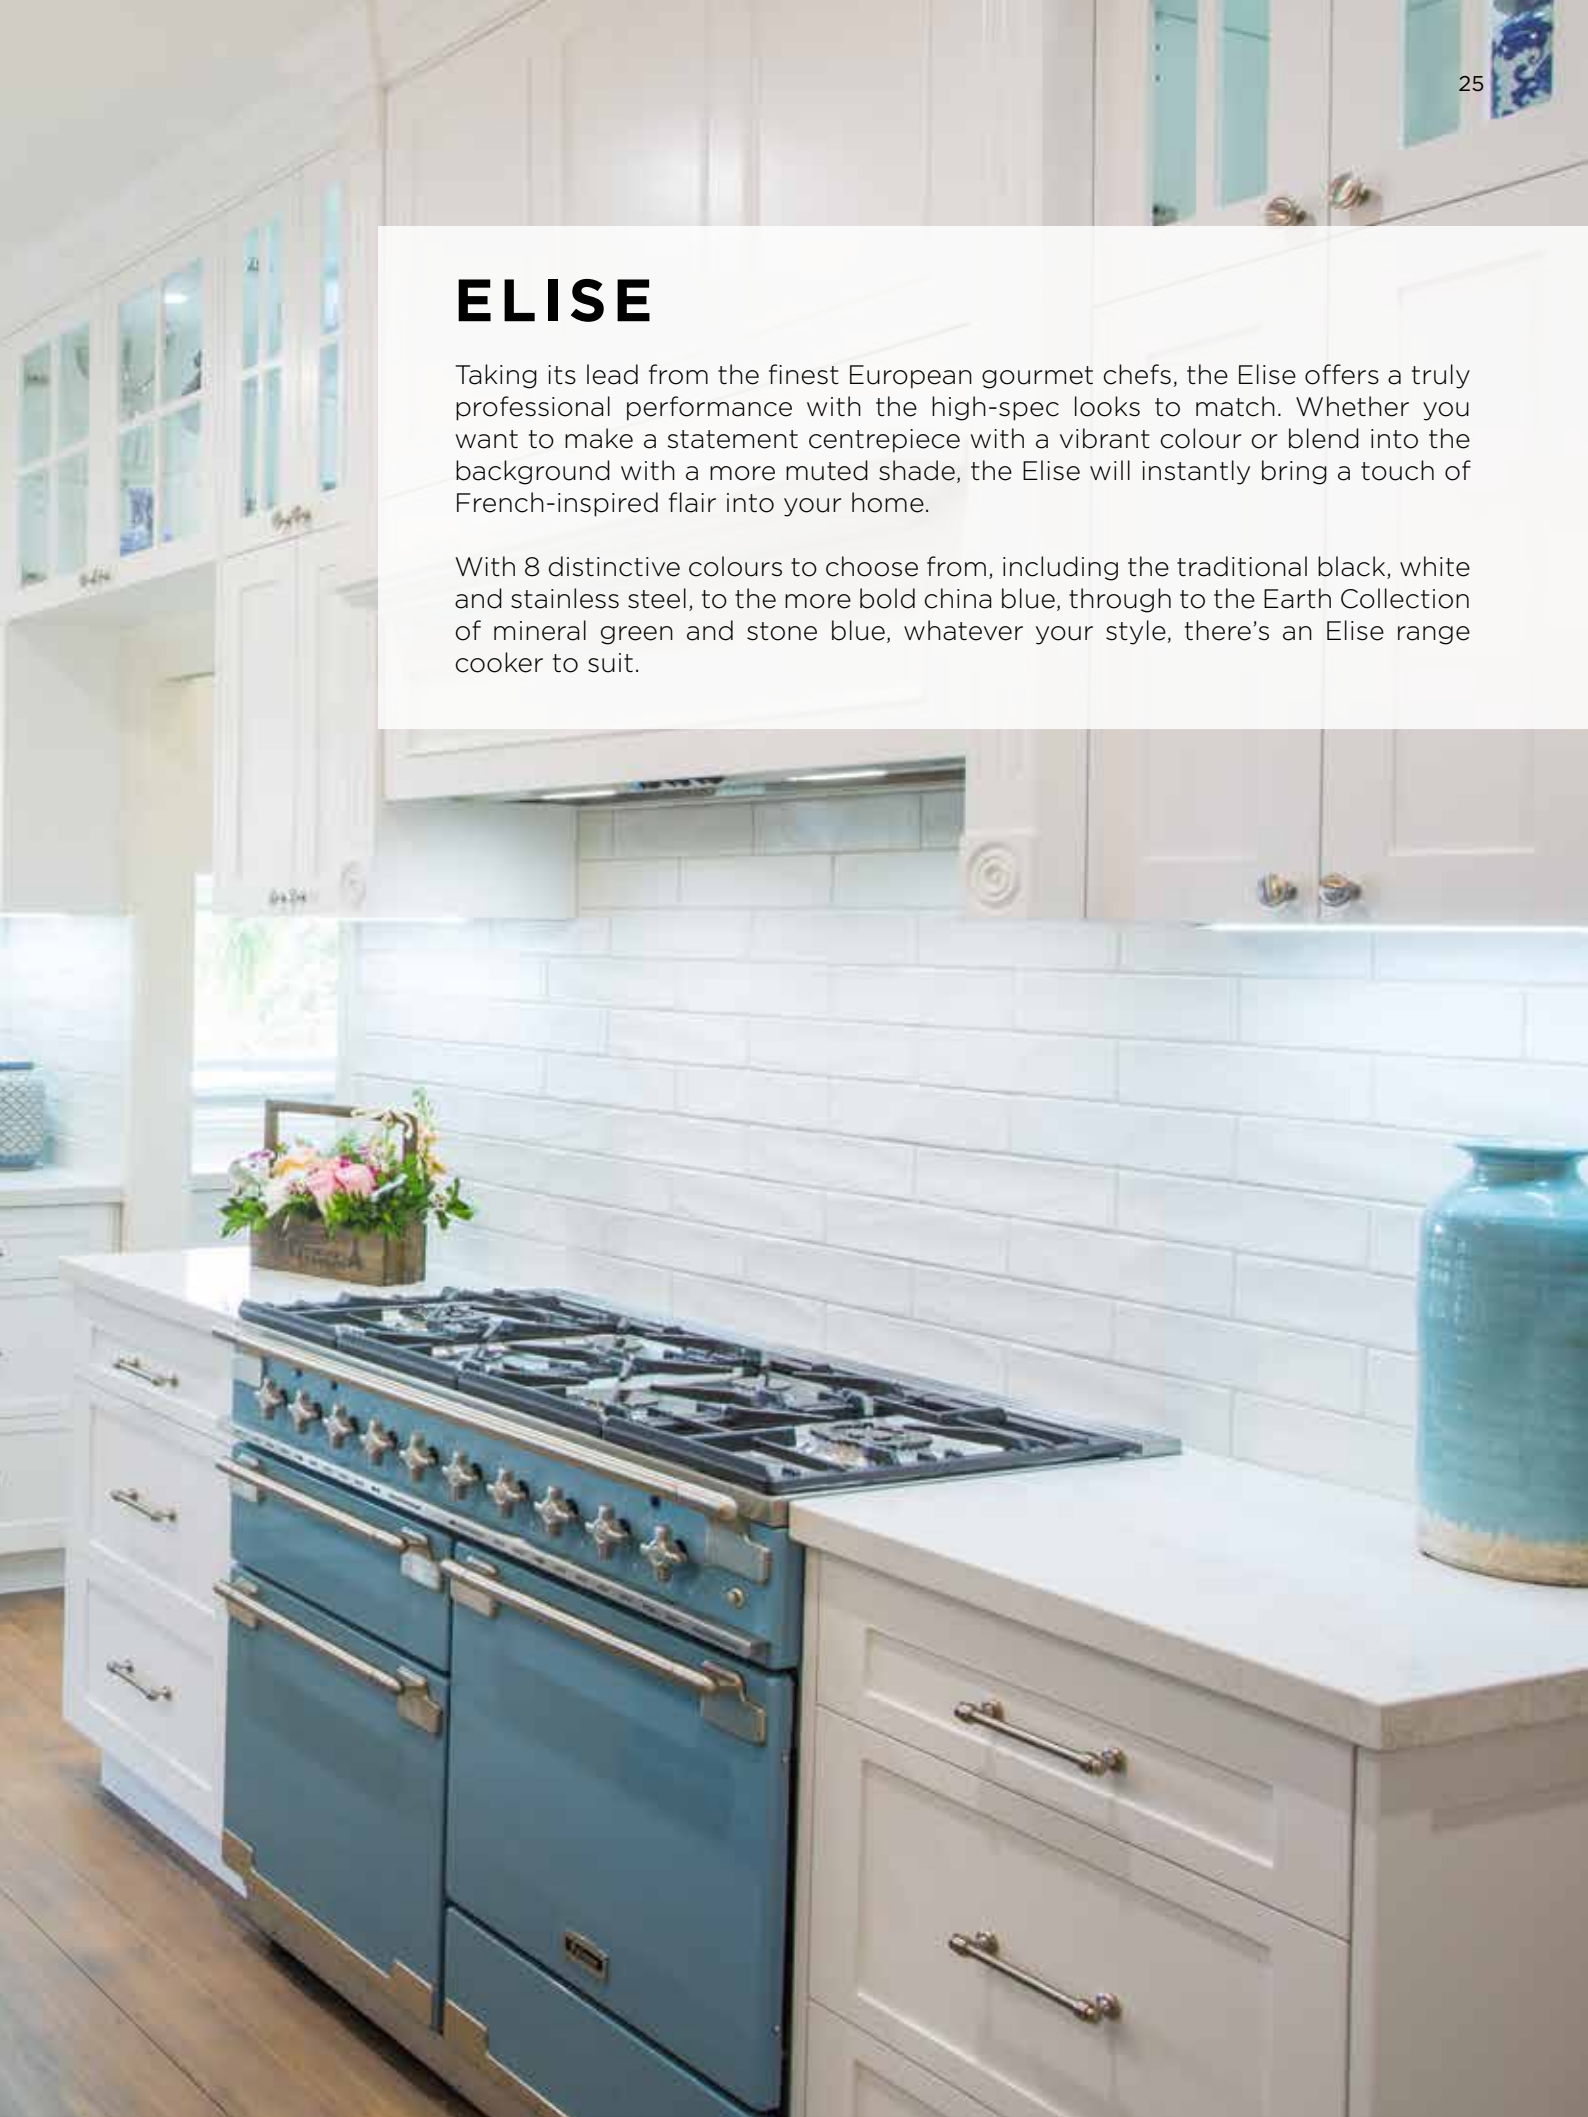 25
ELISE
Taking its lead from the finest European gourmet chefs, the Elise offers a truly
professional performance with the high-spec looks to match. Whether you
want to make a statement centrepiece with a vibrant colour or blend into the
background with a more muted shade, the Elise will instantly bring a touch of
French-inspired flair into your home.
With 8 distinctive colours to choose from, including the traditional black, white
and stainless steel, to the more bold china blue, through to the Earth Collection
of mineral green and stone blue, whatever your style, there’s an Elise range
cooker to suit.